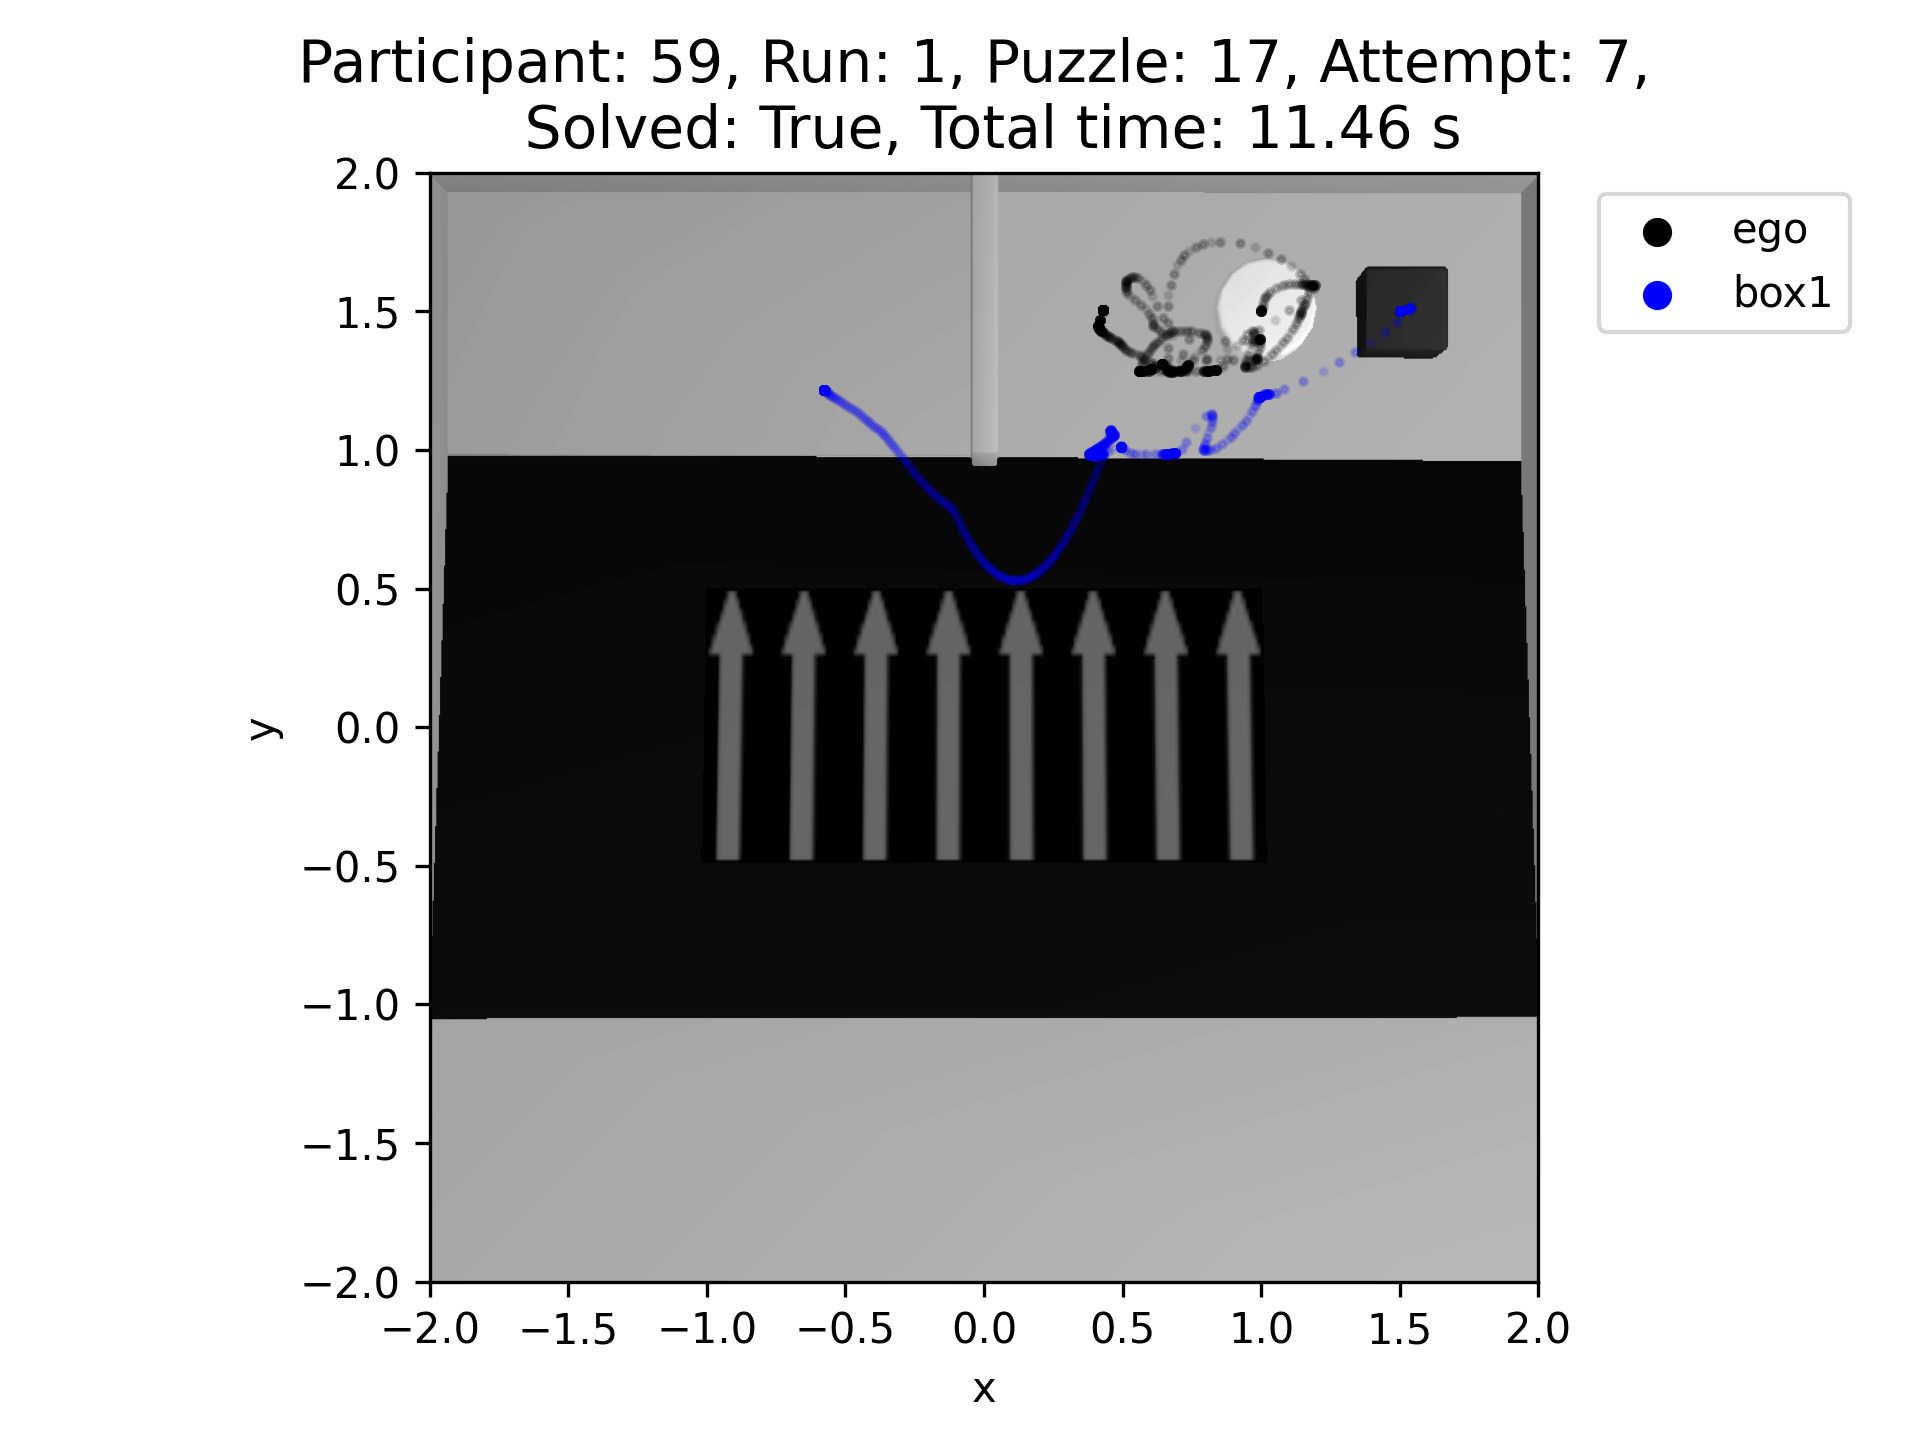 Participant: 59, Run: 1, Puzzle: 17, Attempt: 7,
Solved: True, Total time: 11.46 s
ego
box1
2.0
1.5
1.0
0.5
0.0
−0.5
−1.0
−1.5
−2.0
y
−2.0 −1.5 −1.0 −0.5 0.0 0.5 1.0 1.5 2.0
x